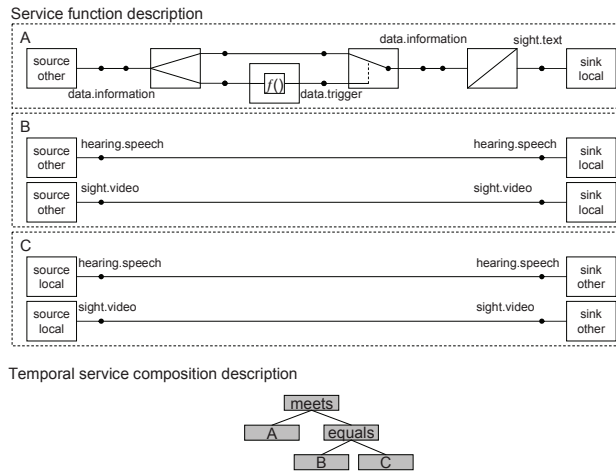 Service function description
A
data.information
sight.text
source
other
sink
local
data.information
f()
data.trigger
B
source
other
hearing.speech
hearing.speech
sink
local
source
other
sight.video
sight.video
sink
local
C
source
local
hearing.speech
hearing.speech
sink
other
source
local
sight.video
sight.video
sink
other
Temporal service composition description
meets
A
equals
B
C